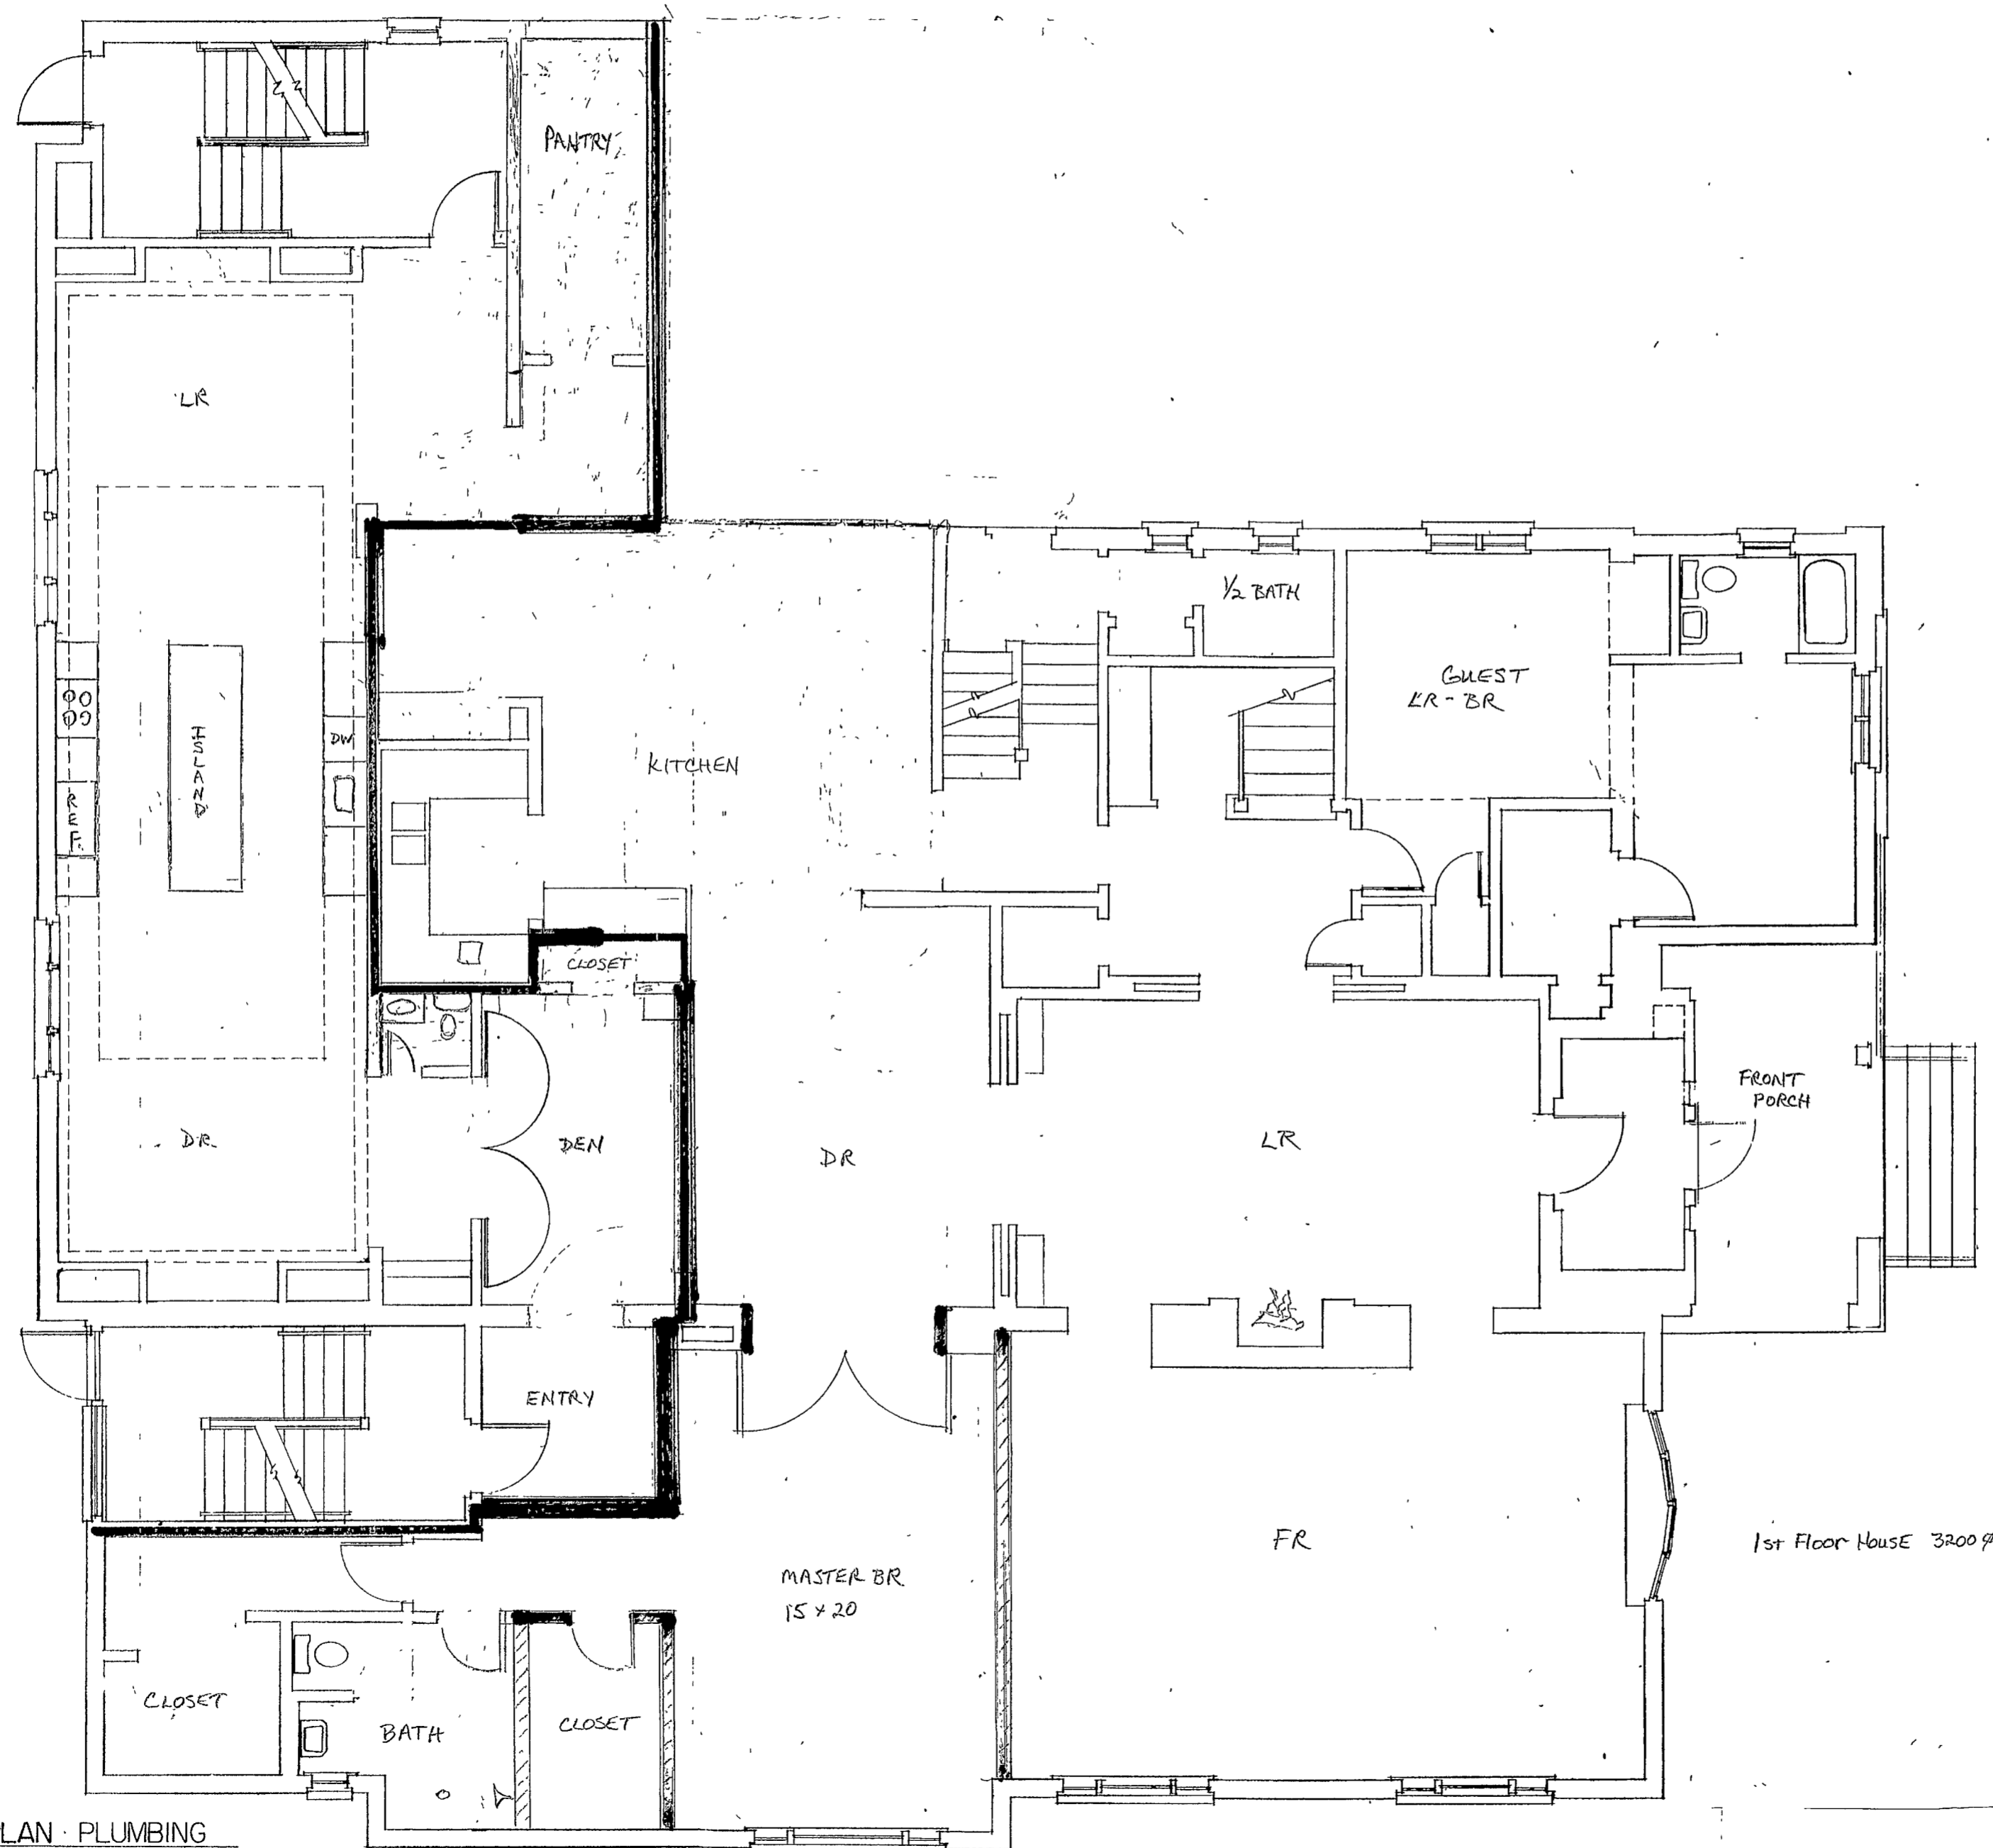 PANTRY
LR
1/2 BATH
GUEST
LR - BR
ISLAND
DW
REF.
KITCHEN
CLOSET
FRONT
PORCH
DR
DEN
DR
LR
ENTRY
FR
1st Floor House 3200
MASTER BR
15 x 20
CLOSET
BATH
CLOSET
LAN · PLUMBING